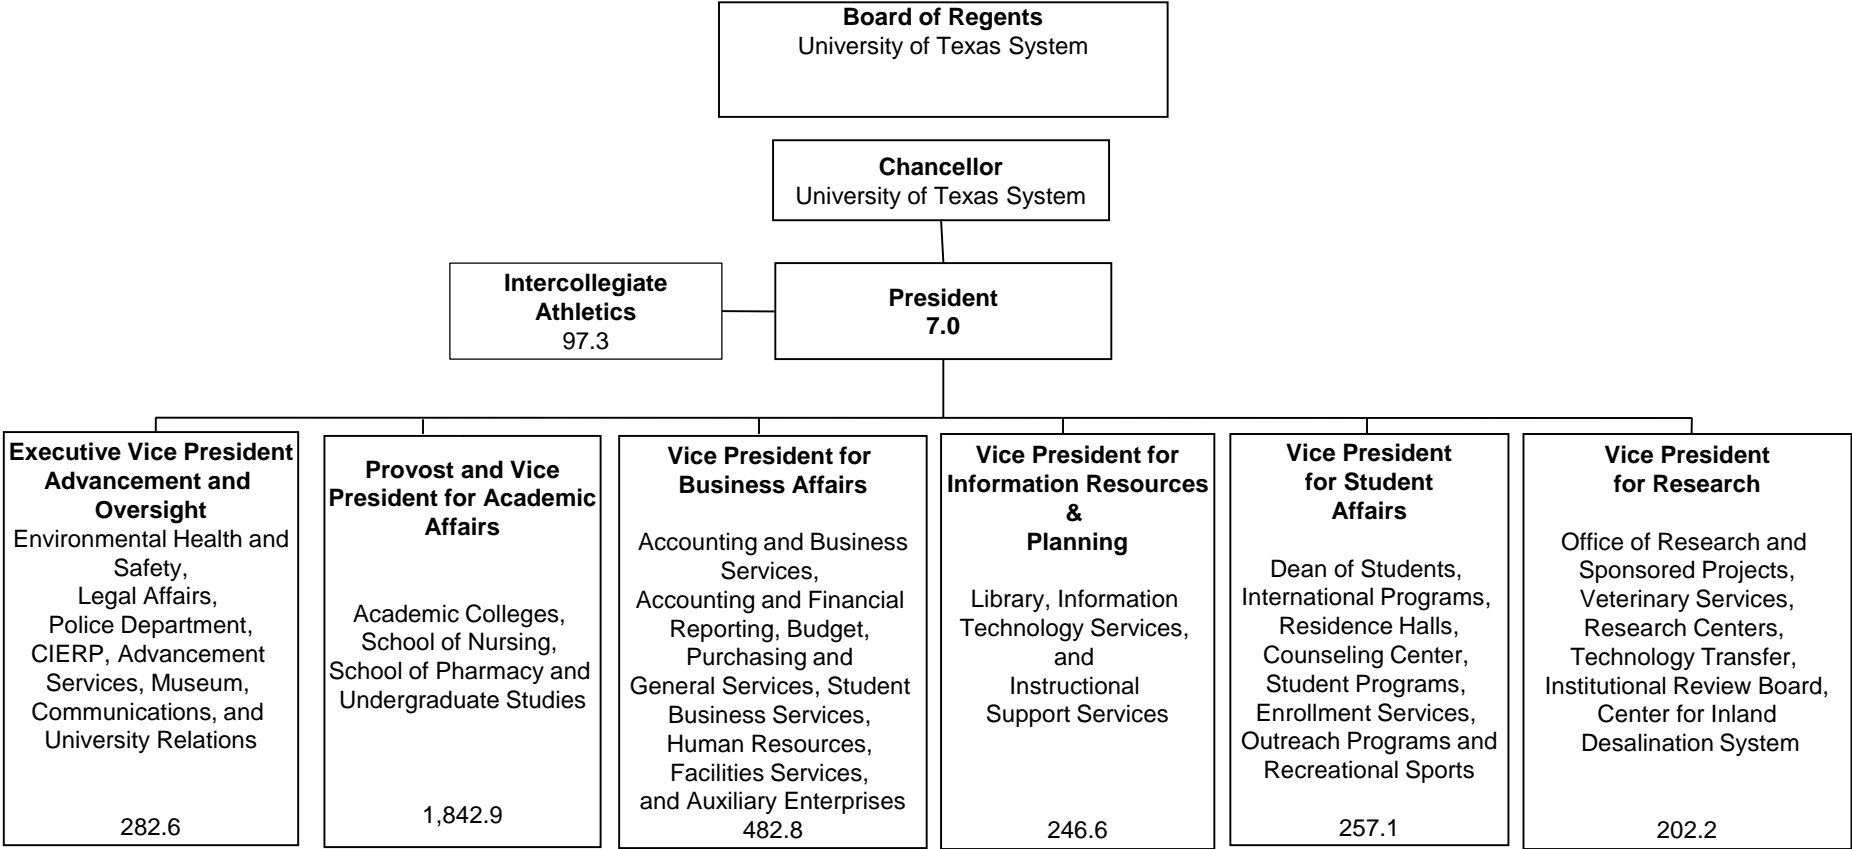 Board of Regents
University of Texas System
Chancellor
University of Texas System
Intercollegiate
Athletics
97.3
President
7.0
Executive Vice President
Advancement and
Oversight
Environmental Health and
Safety,
Legal Affairs,
Police Department,
CIERP, Advancement
Services, Museum,
Communications, and
University Relations
282.6
Provost and Vice
President for Academic
Affairs
Academic Colleges,
School of Nursing,
School of Pharmacy and
Undergraduate Studies
1,842.9
Vice President for
Business Affairs
Accounting and Business
Services,
Accounting and Financial
Reporting, Budget,
Purchasing and
General Services, Student
Business Services,
Human Resources,
Facilities Services,
and Auxiliary Enterprises
482.8
Vice President for
Information Resources
&
Planning
Library, Information
Technology Services,
and
Instructional
Support Services
246.6
Vice President
for Student
Affairs
Dean of Students,
International Programs,
Residence Halls,
Counseling Center,
Student Programs,
Enrollment Services,
Outreach Programs and
Recreational Sports
257.1
Vice President
for Research
Office of Research and
Sponsored Projects,
Veterinary Services,
Research Centers,
Technology Transfer,
Institutional Review Board,
Center for Inland
Desalination System
202.2